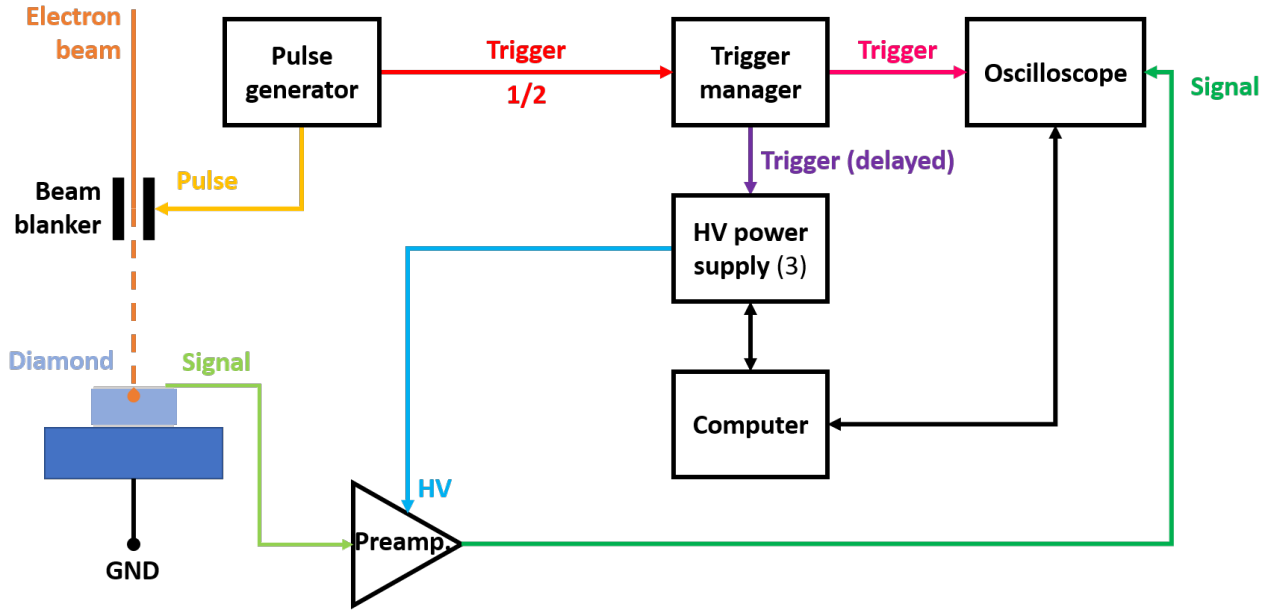 Electron
beam
Pulse
generator
Trigger
1/2
Trigger
manager
Trigger
Oscilloscope
Signal
Beam
blanker
Pulse
Trigger (delayed)
HV power
supply (3)
Diamond
Signal
Computer
HV
Preamp.
GND